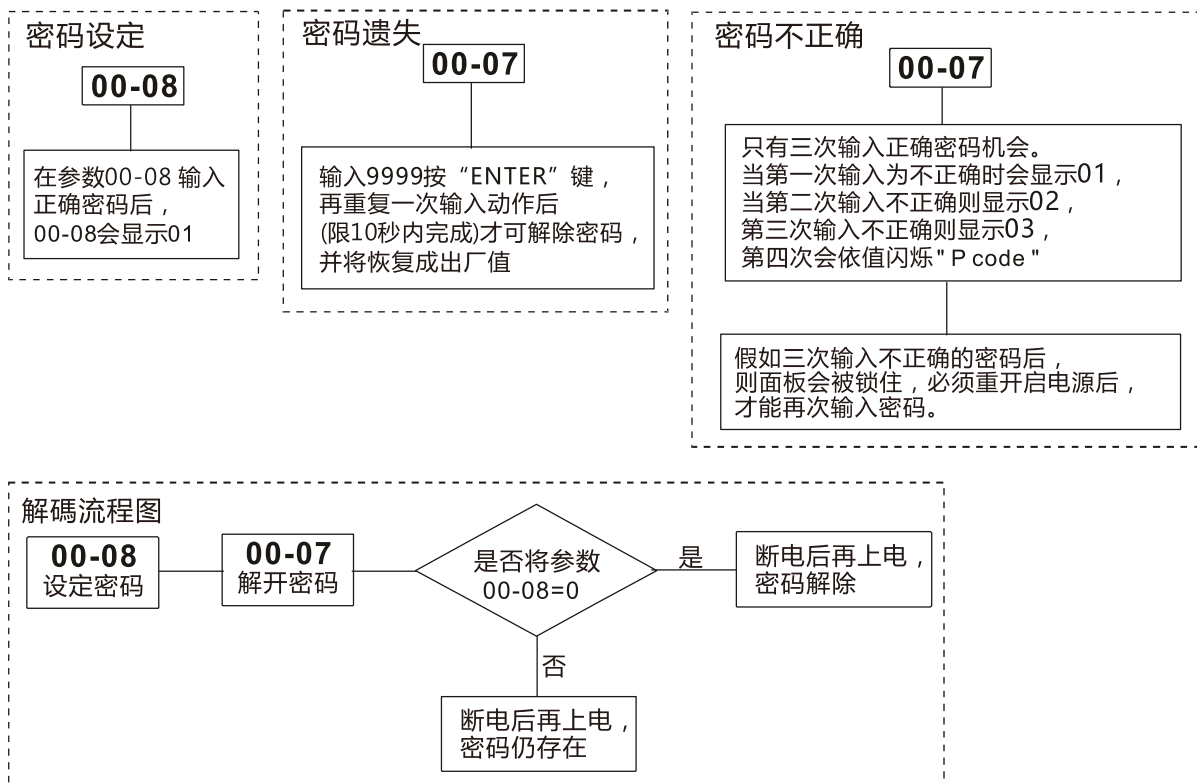 密码设定
00-08
在参数00-08 输入
正确密码后，
00-08会显示01
密码遗失
00-07
输入9999按“ENTER”键，
再重复一次输入动作后
(限10秒内完成)才可解除密码，
并将恢复成出厂值
密码不正确
00-07
只有三次输入正确密码机会。
当第一次输入为不正确时会显示01，
当第二次输入不正确则显示02，
第三次输入不正确则显示03，
第四次会依值闪烁"P code"
假如三次输入不正确的密码后，
则面板会被锁住，必须重开启电源后，
才能再次输入密码。
解碼流程图
00-08
设定密码
00-07
解开密码
是否将参数
00-08=0
是
断电后再上电，
密码解除
否
断电后再上电，
密码仍存在